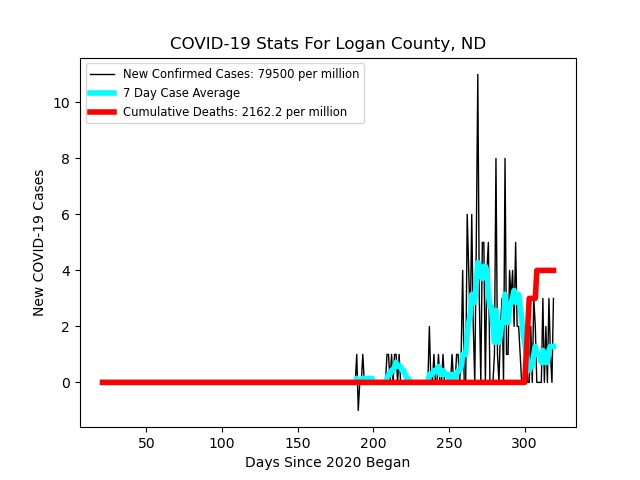 COVID-19 Stats For Logan County, ND
New Confirmed Cases: 79500 per million
7 Day Case Average
Cumulative Deaths: 2162.2 per million
New COVID-19 Cases
10
8
6
4
2
0
50 100 150 200 250 300
Days Since 2020 Began